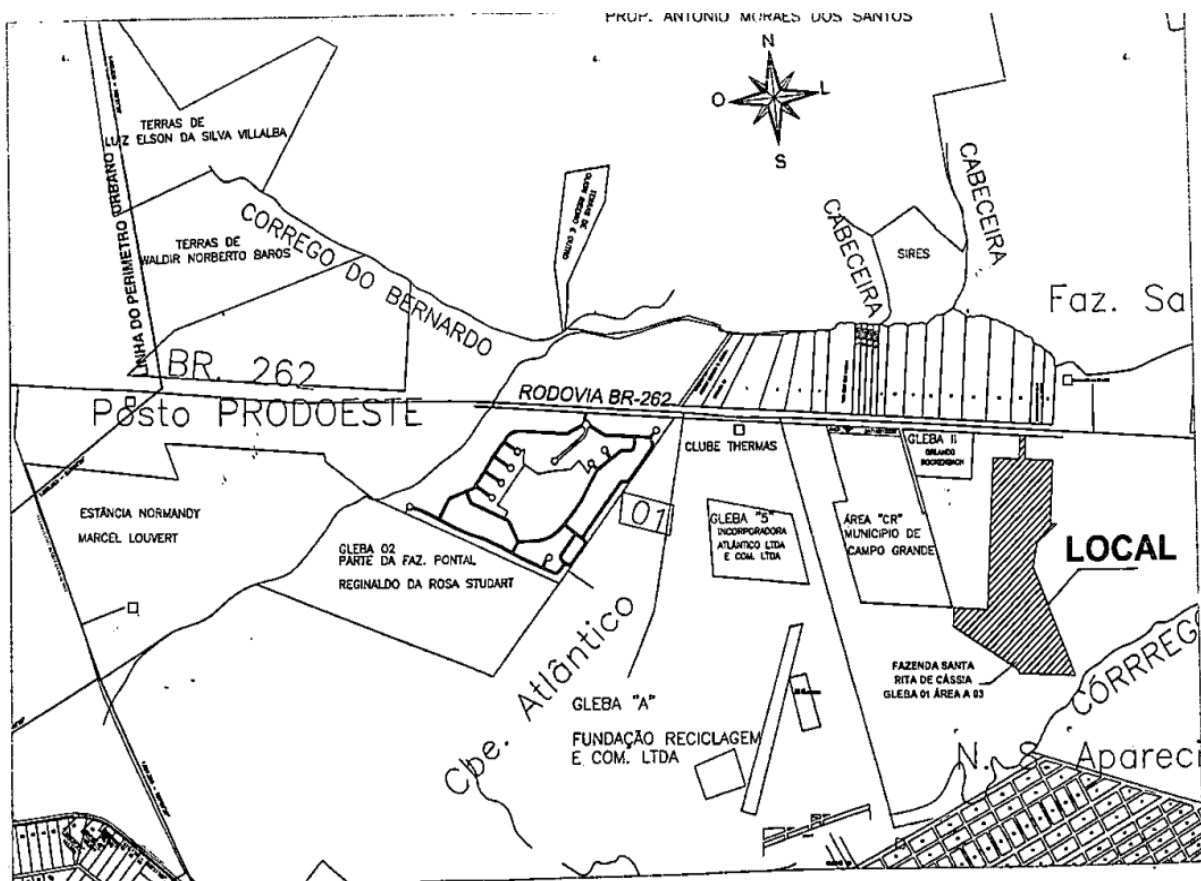 PROP. ANTONIO MORAES DOS SANTOS
N
O
L
S
TERRAS DE
LUIZ ELSON DA SILVA VILLALBA
LINHA DO PERIMETRO URBANO
TERRAS DE
WALDIR NORBERTO BAROS
CORREGO DO BERNARDO
CABECEIRA
CABECEIRA
SIRES
Faz. Sa
BR. 262
RODOVIA BR-262
Posto PRODOESTE
CLUBE THERMAS
GLEBA II
ORLANDO
ESTÂNCIA NORMANDY
MARCEL LOUVERT
01
GLEBA "5"
INCORPORADORA
ATLÂNTICO LTDA
E COM. LTDA
ÁREA "CR"
MUNICIPIO DE
CAMPO GRANDE
LOCAL
GLEBA 02
PARTE DA FAZ. PONTAL
REGINALDO DA ROSA STUDART
Cbe. Atlântico
FAZENDA SANTA
RITA DE CÁSSIA
GLEBA 01 ÁREA A 03
CÓRRREG
GLEBA "A"
FUNDAÇÃO RECICLAGEM
E COM. LTDA
N. S Apareci